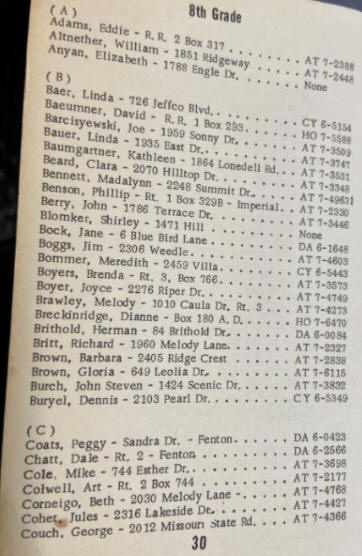 8th Grade
( A )
Adams, Eddie - R. R. 2 Box 317 . . . . . . . . AT 7-2388
Altnether, William - 1851 Ridgeway . . . . . . AT 7-2448
Anyan, Elizabeth - 1788 Engle Dr. . . . . . . None
( B )
Baer, Linda - 726 Jeffco Blvd. . . . . . . . . CY 6-5154
Baeumner, David - R. R. 1 Box 293 . . . . . . HO 7-5588
Barcisyewski, Joe - 1959 Sonny Dr. . . . . . . AT 7-3509
Bauer, Linda - 1935 East Dr. . . . . . . . . . AT 7-3747
Baumgartner, Kathleen - 1864 Lonedell Rd. . . AT 7-3531
Beard, Clara - 2070 Hilltop Dr. . . . . . . . AT 7-3348
Bennett, Madalynn - 2248 Summit Dr. . . . . . AT 7-49631
Benson, Phillip - Rt. 1 Box 329B - Imperial. . AT 7-2330
Berry, John - 1786 Terrace Dr. . . . . . . . . AT 7-3446
Blomker, Shirley - 1471 Hill . . . . . . . . . None
Bock, Jane - 6 Blue Bird Lane . . . . . . . . DA 6-1648
Boggs, Jim - 2306 Weedle. . . . . . . . . . . AT 7-4603
Bommer, Meredith - 2459 Villa. . . . . . . . . CY 6-5443
Boyers, Brenda - Rt. 3, Box 766. . . . . . . . AT 7-3573
Boyer, Joyce - 2276 Riper Dr. . . . . . . . . AT 7-4749
Brawley, Melody - 1010 Caula Dr. Rt. 3 . . . . AT 7-4273
Breckinridge, Dianne - Box 180 A. D. . . . . . HO 7-6470
Brithold, Herman - 84 Brithold Dr. . . . . . . DA 6-0084
Britt, Richard - 1960 Melody Lane. . . . . . . AT 7-2327
Brown, Barbara - 2405 Ridge Crest . . . . . . AT 7-2838
Brown, Gloria - 649 Leolia Dr. . . . . . . . . AT 7-6115
Burch, John Steven - 1424 Scenic Dr. . . . . . AT 7-3832
Buryel, Dennis - 2103 Pearl Dr. . . . . . . . CY 6-5349
( C )
Coats, Peggy - Sandra Dr. - Fenton. . . . . . DA 6-0423
Chatt, Dale - Rt. 2 - Fenton . . . . . . . . . DA 6-2566
Cole, Mike - 744 Esther Dr. . . . . . . . . . AT 7-3698
Colwell, Art - Rt. 2 Box 744 . . . . . . . . . AT 7-2177
Corneigo, Beth - 2030 Melody Lane - . . . . . AT 7-4768
Cohet, Jules - 2316 Lakeside Dr. . . . . . . . AT 7-4427
Couch, George - 2012 Missouri State Rd. . . . AT 7-4366
30